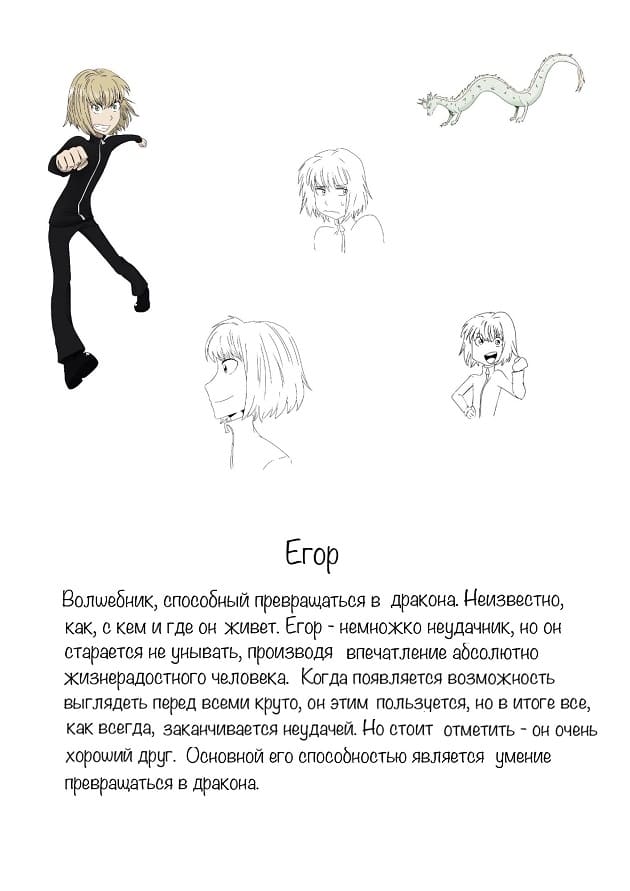 Егор
Волшебник, способный превращаться в дракона. Неизвестно,
как, с кем и где он живет. Егор - немножко неудачник, но он
старается не унывать, производя впечатление абсолютно
жизнерадостного человека. Когда появляется возможность
выглядеть перед всеми круто, он этим пользуется, но в итоге все,
как всегда, заканчивается неудачей. Но стоит отметить - он очень
хороший друг. Основной его способностью является умение
превращаться в дракона.